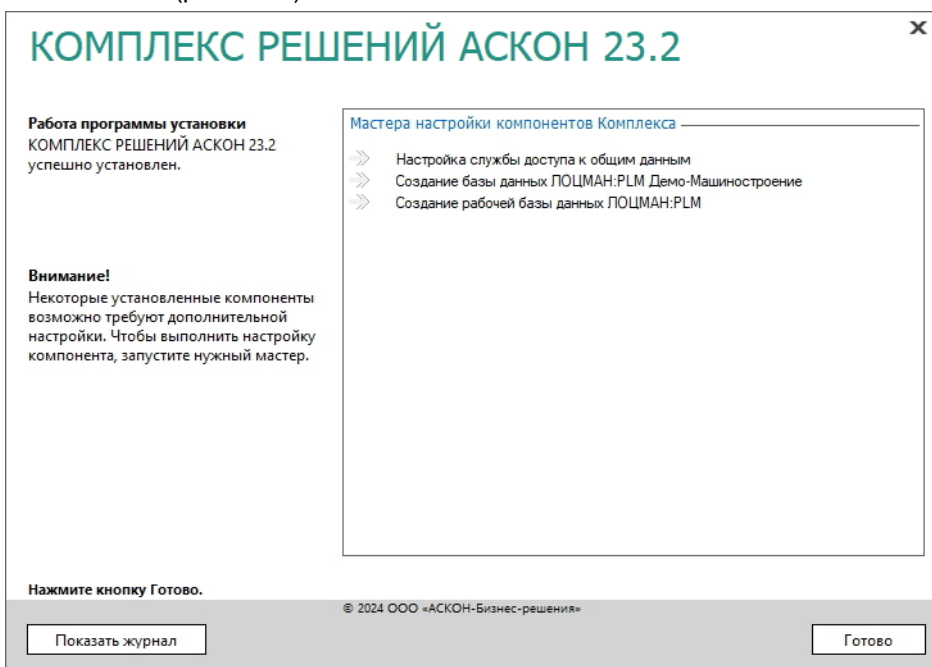 КОМПЛЕКС РЕШЕНИЙ АСКОН 23.2
x
Работа программы установки
КОМПЛЕКС РЕШЕНИЙ АСКОН 23.2
успешно установлен.
Мастера настройки компонентов Комплекса
Настройка службы доступа к общим данным
Создание базы данных ЛОЦМАН:PLM Демо-Машиностроение
Создание рабочей базы данных ЛОЦМАН:PLM
Внимание!
Некоторые установленные компоненты
возможно требуют дополнительной
настройки. Чтобы выполнить настройку
компонента, запустите нужный мастер.
Нажмите кнопку Готово.
© 2024 ООО «АСКОН-Бизнес-решения»
Показать журнал
Готово